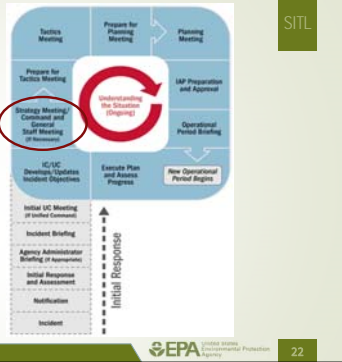 SITL
Tactics
Meeting
Prepare for
Planning
Meeting
Planning
Meeting
Prepare for
Tactics Meeting
Understanding
the Situation
(Ongoing)
IAP Preparation
and Approval
Strategy Meeting/
Command and
General
Staff Meeting
(If Necessary)
Operational
Period Briefing
IC/UC
Develops/Updates
Incident Objectives
Execute Plan
and Assess
Progress
New Operational
Period Begins
Initial UC Meeting
(If Unified Command)
Incident Briefing
Agency Administrator
Briefing (If Appropriate)
Initial Response
and Assessment
Notification
Incident
Initial Response
EPA
United States
Environmental Protection
Agency
22